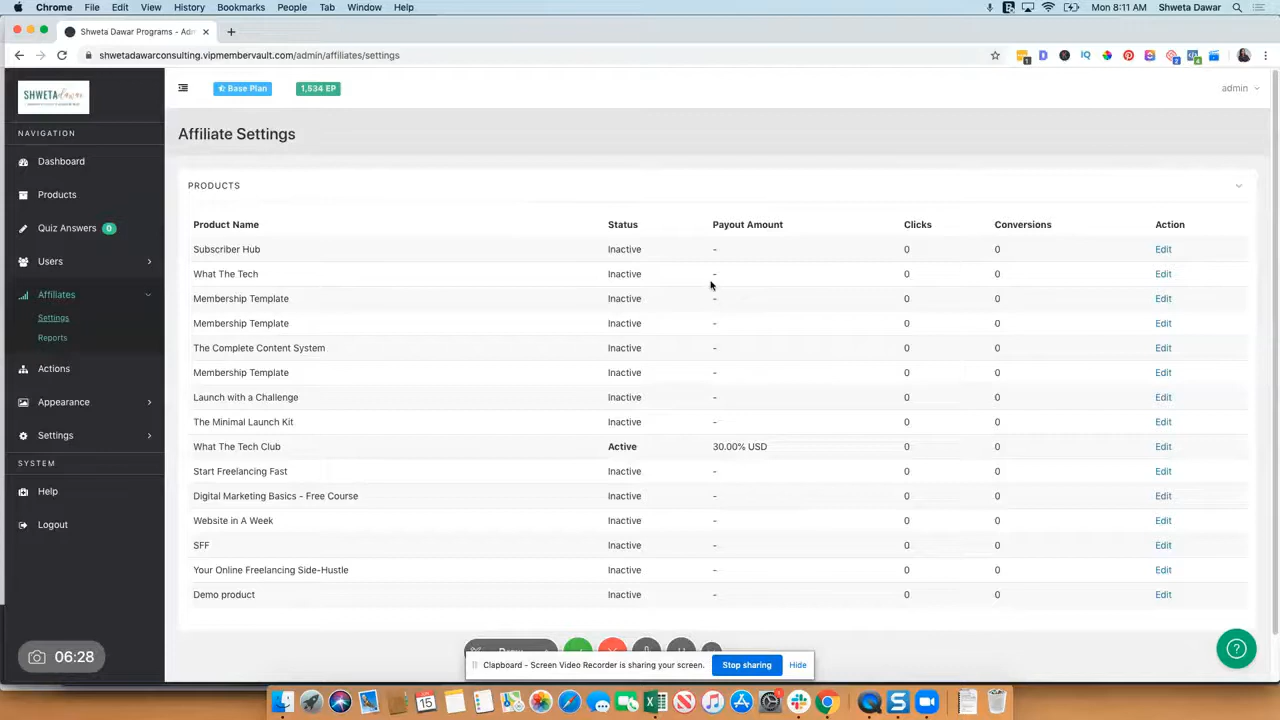 Chrome File Edit View History Bookmarks People Tab Window Help Mon 8:11 AM Shweta Dawar
Shweta Dawar Programs - Adm
shwetadawarconsulting.vipmembervault.com/admin/affiliates/settings
SHWETA dawar
Base Plan 1,534 EP admin
NAVIGATION
Affiliate Settings
Dashboard
Products
Quiz Answers 0
Users
Affiliates
Settings
Reports
Actions
Appearance
Settings
SYSTEM
Help
Logout
PRODUCTS
Product Name Status Payout Amount Clicks Conversions Action
Subscriber Hub Inactive - 0 0 Edit
What The Tech Inactive - 0 0 Edit
Membership Template Inactive - 0 0 Edit
Membership Template Inactive - 0 0 Edit
The Complete Content System Inactive - 0 0 Edit
Membership Template Inactive - 0 0 Edit
Launch with a Challenge Inactive - 0 0 Edit
The Minimal Launch Kit Inactive - 0 0 Edit
What The Tech Club Active 30.00% USD 0 0 Edit
Start Freelancing Fast Inactive - 0 0 Edit
Digital Marketing Basics - Free Course Inactive - 0 0 Edit
Website in A Week Inactive - 0 0 Edit
SFF Inactive - 0 0 Edit
Your Online Freelancing Side-Hustle Inactive - 0 0 Edit
Demo product Inactive - 0 0 Edit
06:28
Clapboard - Screen Video Recorder is sharing your screen. Stop sharing Hide
15